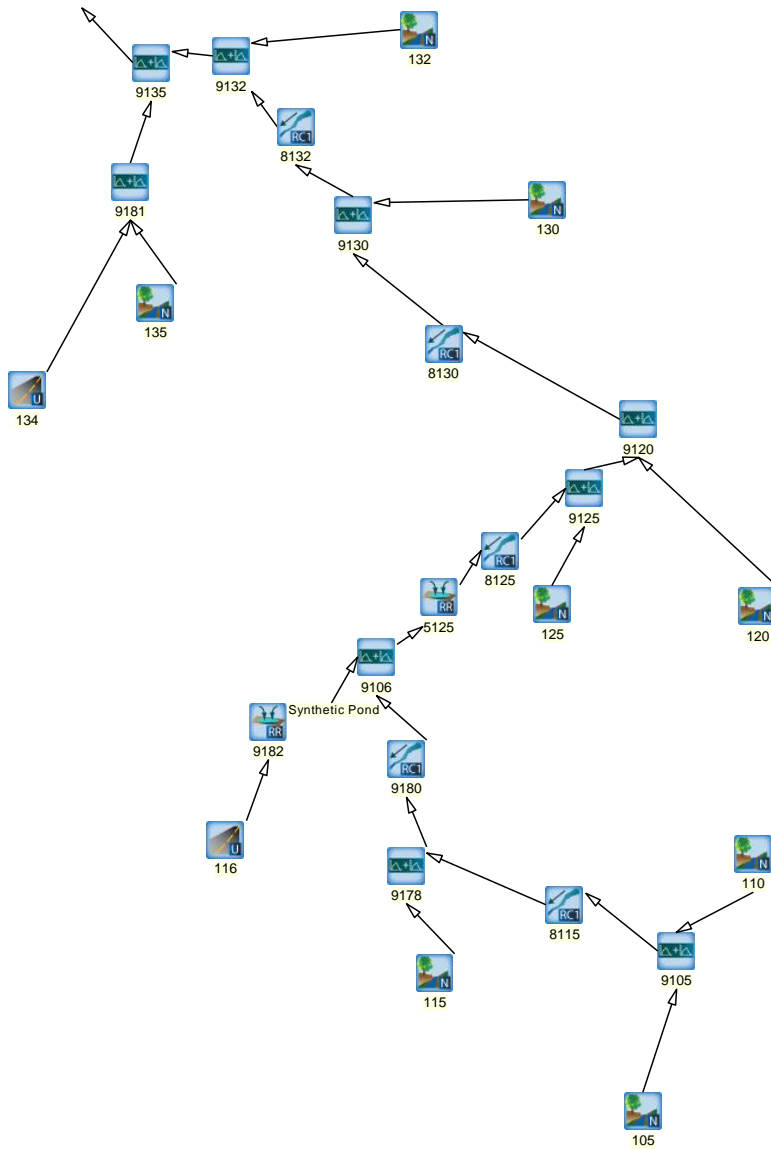 N
132
9135
9132
RC1
8132
9181
N
130
9130
N
135
RC1
8130
U
134
9120
9125
RC1
8125
RR
5125
N
125
N
120
9106
Synthetic Pond
RR
9182
RC1
9180
U
116
N
110
9178
RC1
8115
9105
N
115
N
105